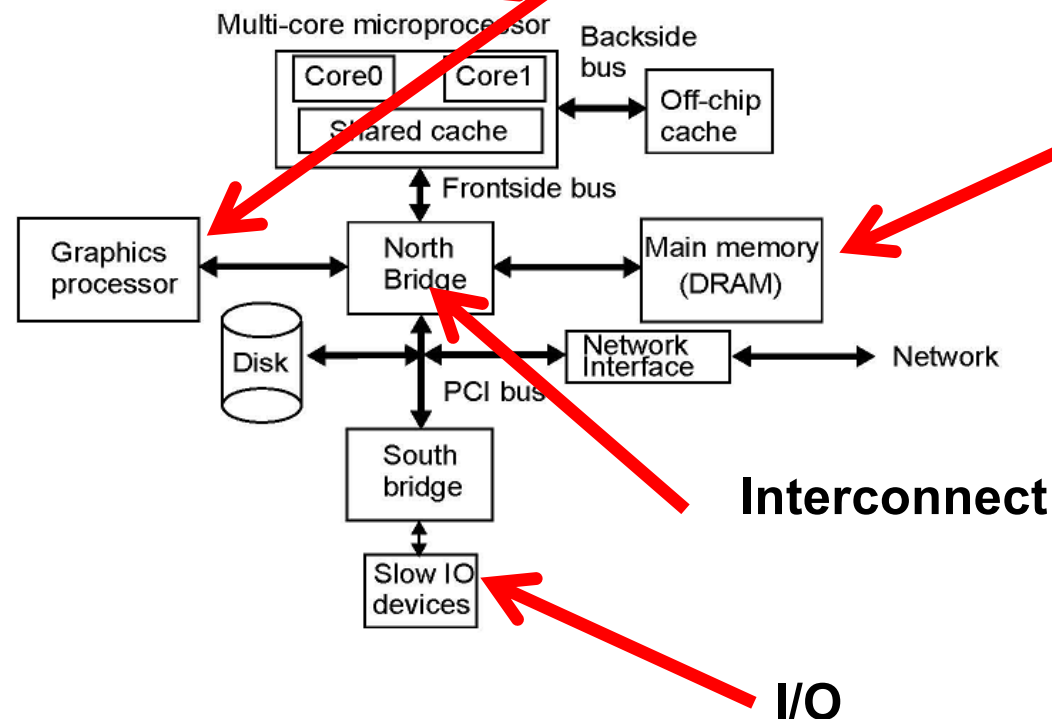 Multi-core microprocessor
Backside
bus
Core0
Core1
Shared cache
Off-chip
cache
Frontside bus
Graphics
processor
North
Bridge
Main memory
(DRAM)
Disk
Network
Interface
Network
PCI bus
South
bridge
Interconnect
Slow IO
devices
I/O